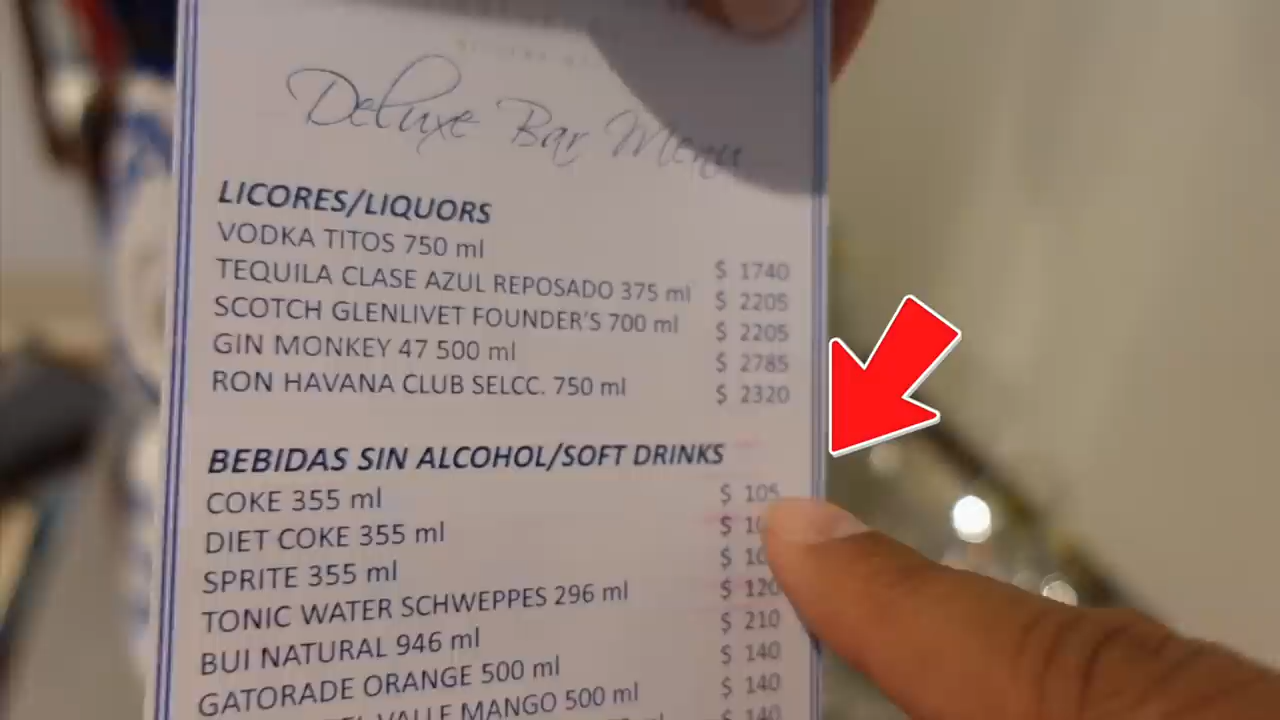 Deluxe Bar Menu
LICORES/LIQUORS
VODKA TITOS 750 ml $ 1740
TEQUILA CLASE AZUL REPOSADO 375 ml $ 2205
SCOTCH GLENLIVET FOUNDER'S 700 ml $ 2205
GIN MONKEY 47 500 ml $ 2785
RON HAVANA CLUB SELCC. 750 ml $ 2320
BEBIDAS SIN ALCOHOL/SOFT DRINKS
COKE 355 ml $ 105
DIET COKE 355 ml $
SPRITE 355 ml $
TONIC WATER SCHWEPPES 296 ml $ 120
BUI NATURAL 946 ml $ 210
GATORADE ORANGE 500 ml $ 140
VALLE MANGO 500 ml $ 140
$ 140